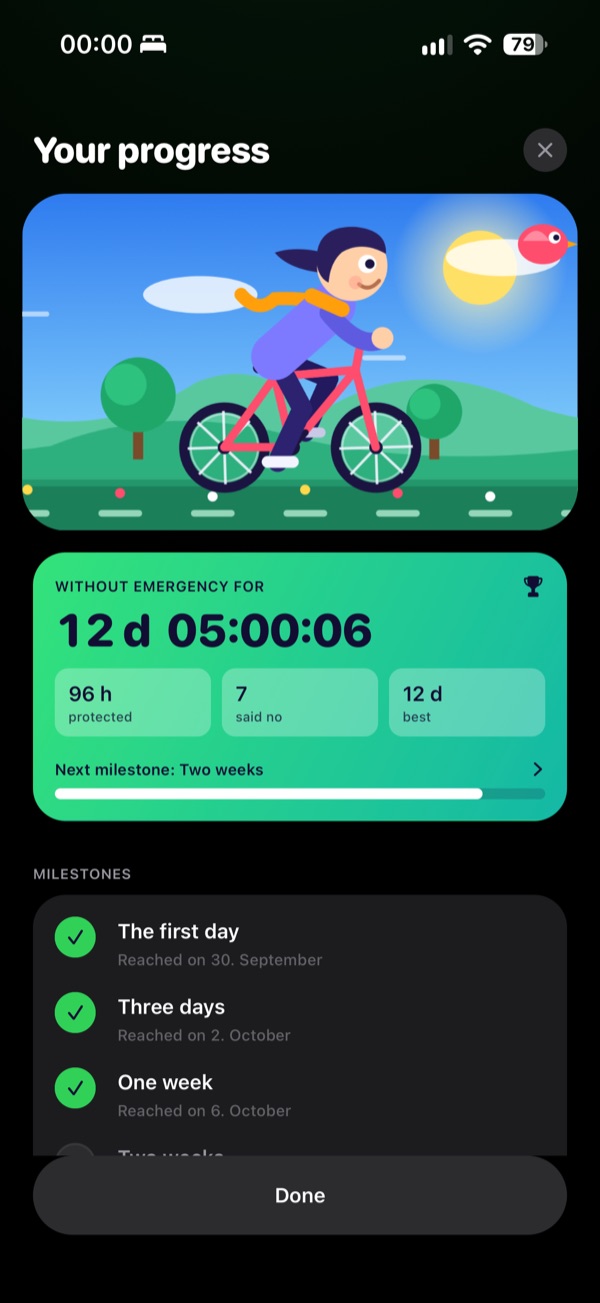 00:00
79
Your progress
WITHOUT EMERGENCY FOR
12 d 05:00:06
96 h
protected
7
said no
12 d
best
Next milestone: Two weeks
MILESTONES
The first day
Reached on 30. September
Three days
Reached on 2. October
One week
Reached on 6. October
Two weeks
Done